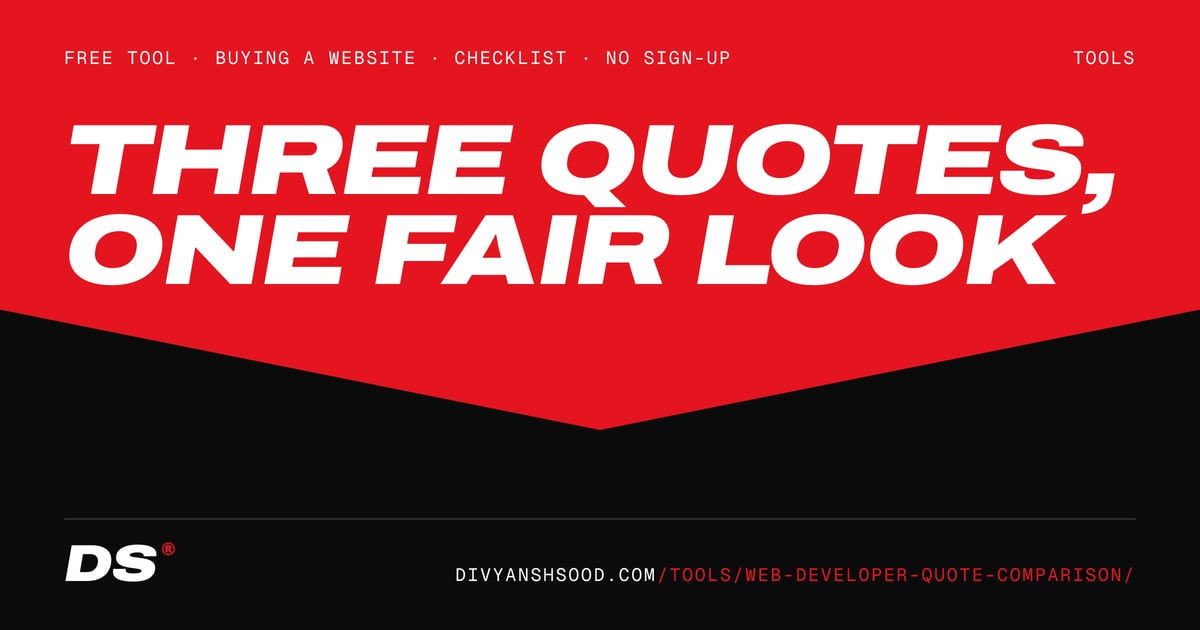 FREE TOOL · BUYING A WEBSITE · CHECKLIST · NO SIGN-UP
TOOLS
THREE QUOTES,
ONE FAIR LOOK
DS®
DIVYANSHSOOD.COM/TOOLS/WEB-DEVELOPER-QUOTE-COMPARISON/